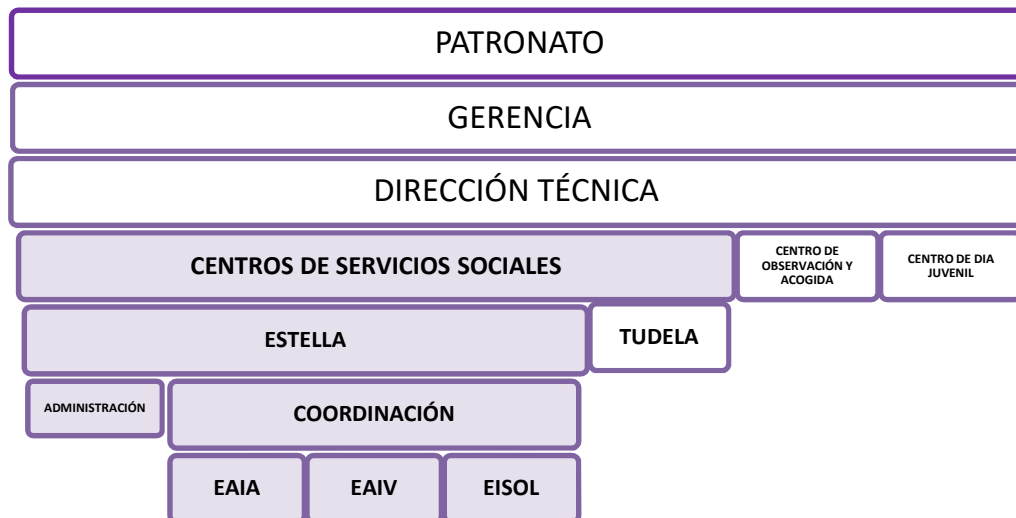 PATRONATO
GERENCIA
DIRECCIÓN TÉCNICA
CENTROS DE SERVICIOS SOCIALES
CENTRO DE
OBSERVACIÓN Y
ACOGIDA
CENTRO DE DIA
JUVENIL
ESTELLA
TUDELA
ADMINISTRACIÓN
COORDINACIÓN
EAIA
EAIV
EISOL